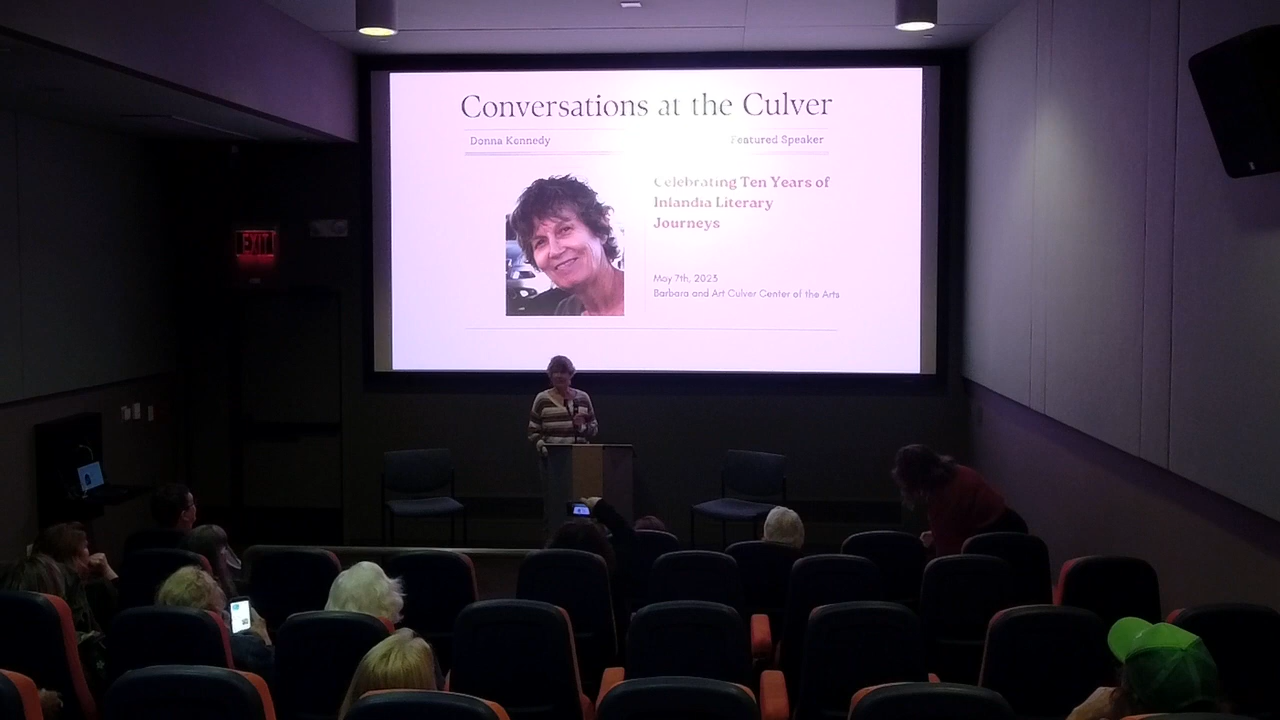 Conversations at the Culver
Donna Kennedy
Featured Speaker
Celebrating Ten Years of
Inlandia Literary
Journeys
May 7th, 2023
Barbara and Art Culver Center of the Arts
EXIT